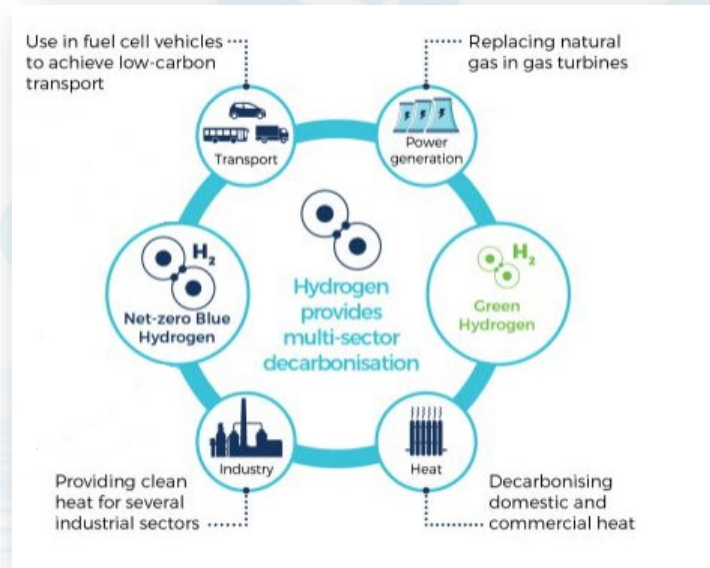 Use in fuel cell vehicles
to achieve low-carbon
transport
Replacing natural
gas in gas turbines
Transport
Power
generation
H₂
Net-zero Blue
Hydrogen
Hydrogen
provides
multi-sector
decarbonisation
H₂
Green
Hydrogen
Industry
Heat
Providing clean
heat for several
industrial sectors
Decarbonising
domestic and
commercial heat